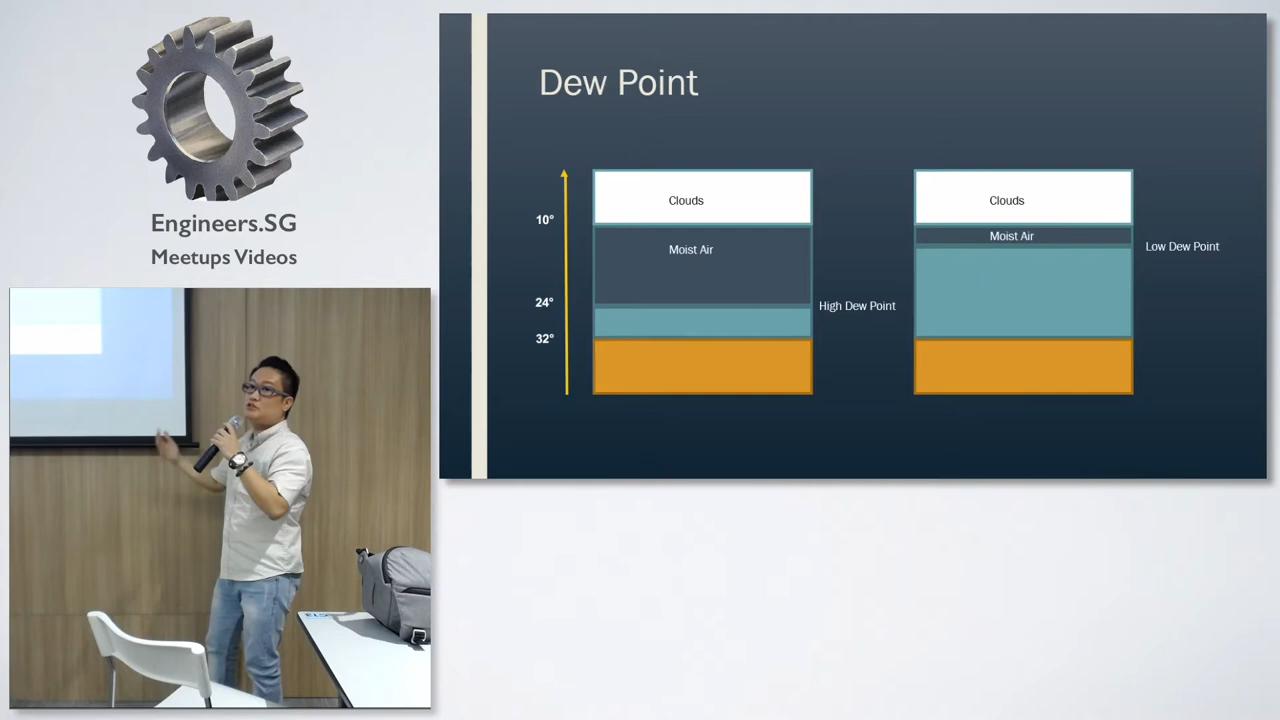 Engineers.SG
Meetups Videos
Dew Point
10°
24°
32°
Clouds
Moist Air
High Dew Point
Clouds
Moist Air
Low Dew Point